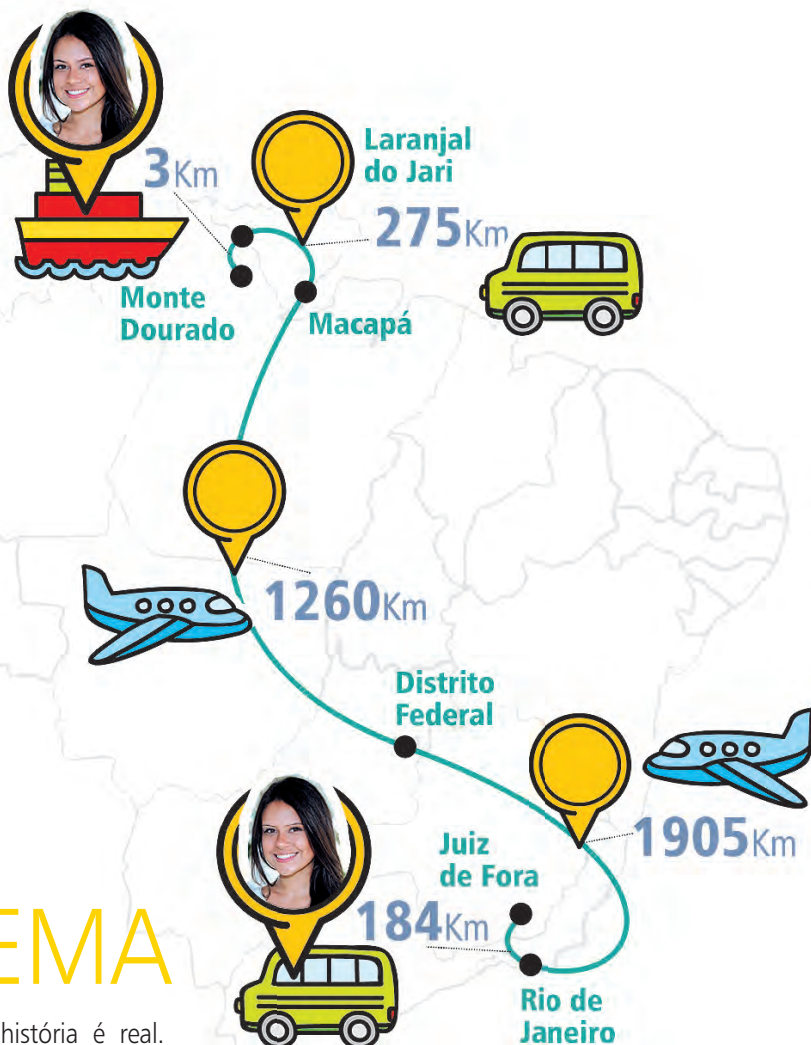 Laranjal
do Jari
3Km
275Km
Monte
Dourado
Macapá
1260Km
Distrito
Federal
1905Km
Juiz
de Fora
184Km
EMA
Rio de
Janeiro
história é real.